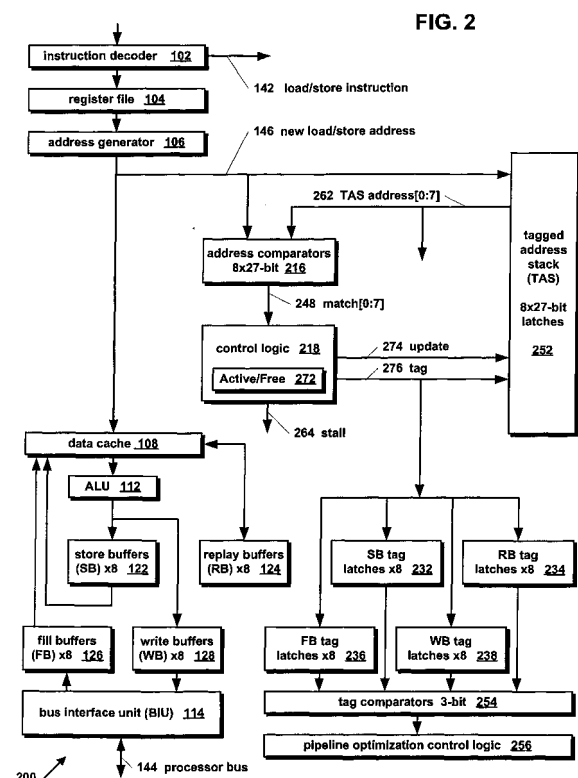 FIG. 2
instruction decoder 102
142 load/store instruction
register file 104
address generator 106
146 new load/store address
262 TAS address[0:7]
tagged
address
stack
(TAS)
8x27-bit
latches
252
address comparators
8x27-bit 216
248 match[0:7]
control logic 218
274 update
Active/Free 272
276 tag
264 stall
data cache 108
ALU 112
store buffers
(SB) x8 122
replay buffers
(RB) x8 124
SB tag
latches x8 232
RB tag
latches x8 234
fill buffers
(FB) x8 126
write buffers
(WB) x8 128
FB tag
latches x8 236
WB tag
latches x8 238
bus interface unit (BIU) 114
tag comparators 3-bit 254
pipeline optimization control logic 256
200
144 processor bus